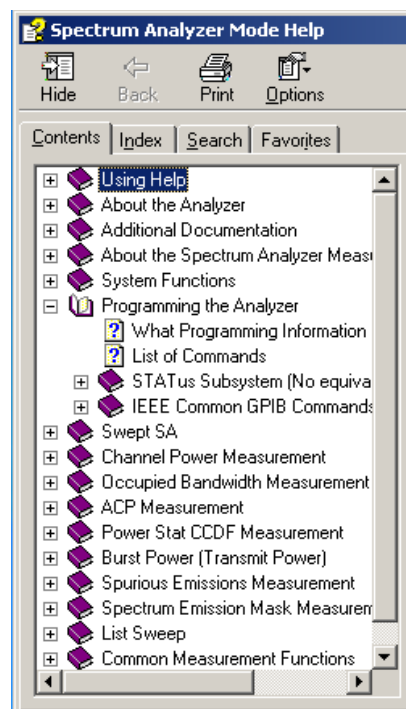 Spectrum Analyzer Mode Help
Hide Back Print Options
Contents Index Search Favorites
Using Help
About the Analyzer
Additional Documentation
About the Spectrum Analyzer Meas
System Functions
Programming the Analyzer
What Programming Information
List of Commands
STATus Subsystem (No equiva
IEEE Common GPIB Commands
Swept SA
Channel Power Measurement
Occupied Bandwidth Measurement
ACP Measurement
Power Stat CCDF Measurement
Burst Power (Transmit Power)
Spurious Emissions Measurement
Spectrum Emission Mask Measurem
List Sweep
Common Measurement Functions